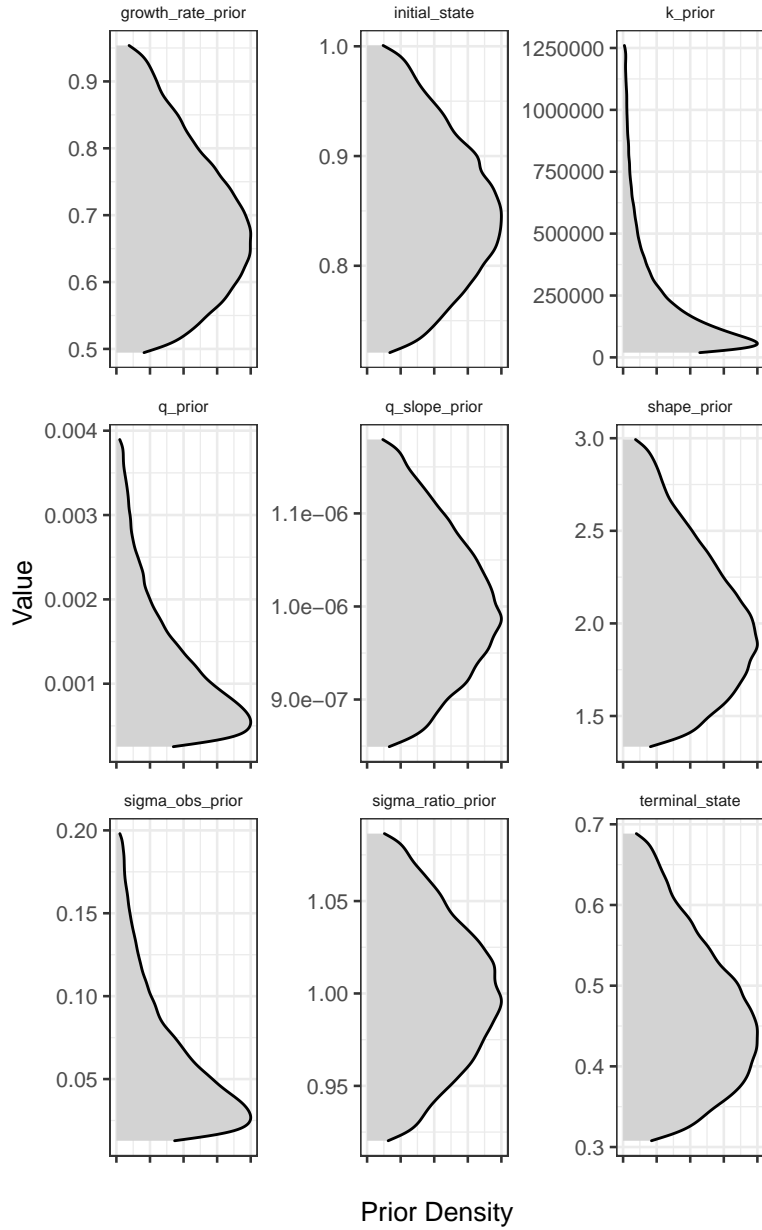 growth_rate_prior
0.9
0.8
0.7
0.6
0.5
initial_state
1.0
0.9
0.8
k_prior
1250000
1000000
750000
500000
250000
0
q_prior
0.004
0.003
0.002
0.001
q_slope_prior
1.1e-06
1.0e-06
9.0e-07
shape_prior
3.0
2.5
2.0
1.5
sigma_obs_prior
0.20
0.15
0.10
0.05
sigma_ratio_prior
1.05
1.00
0.95
terminal_state
0.7
0.6
0.5
0.4
0.3
Value
Prior Density